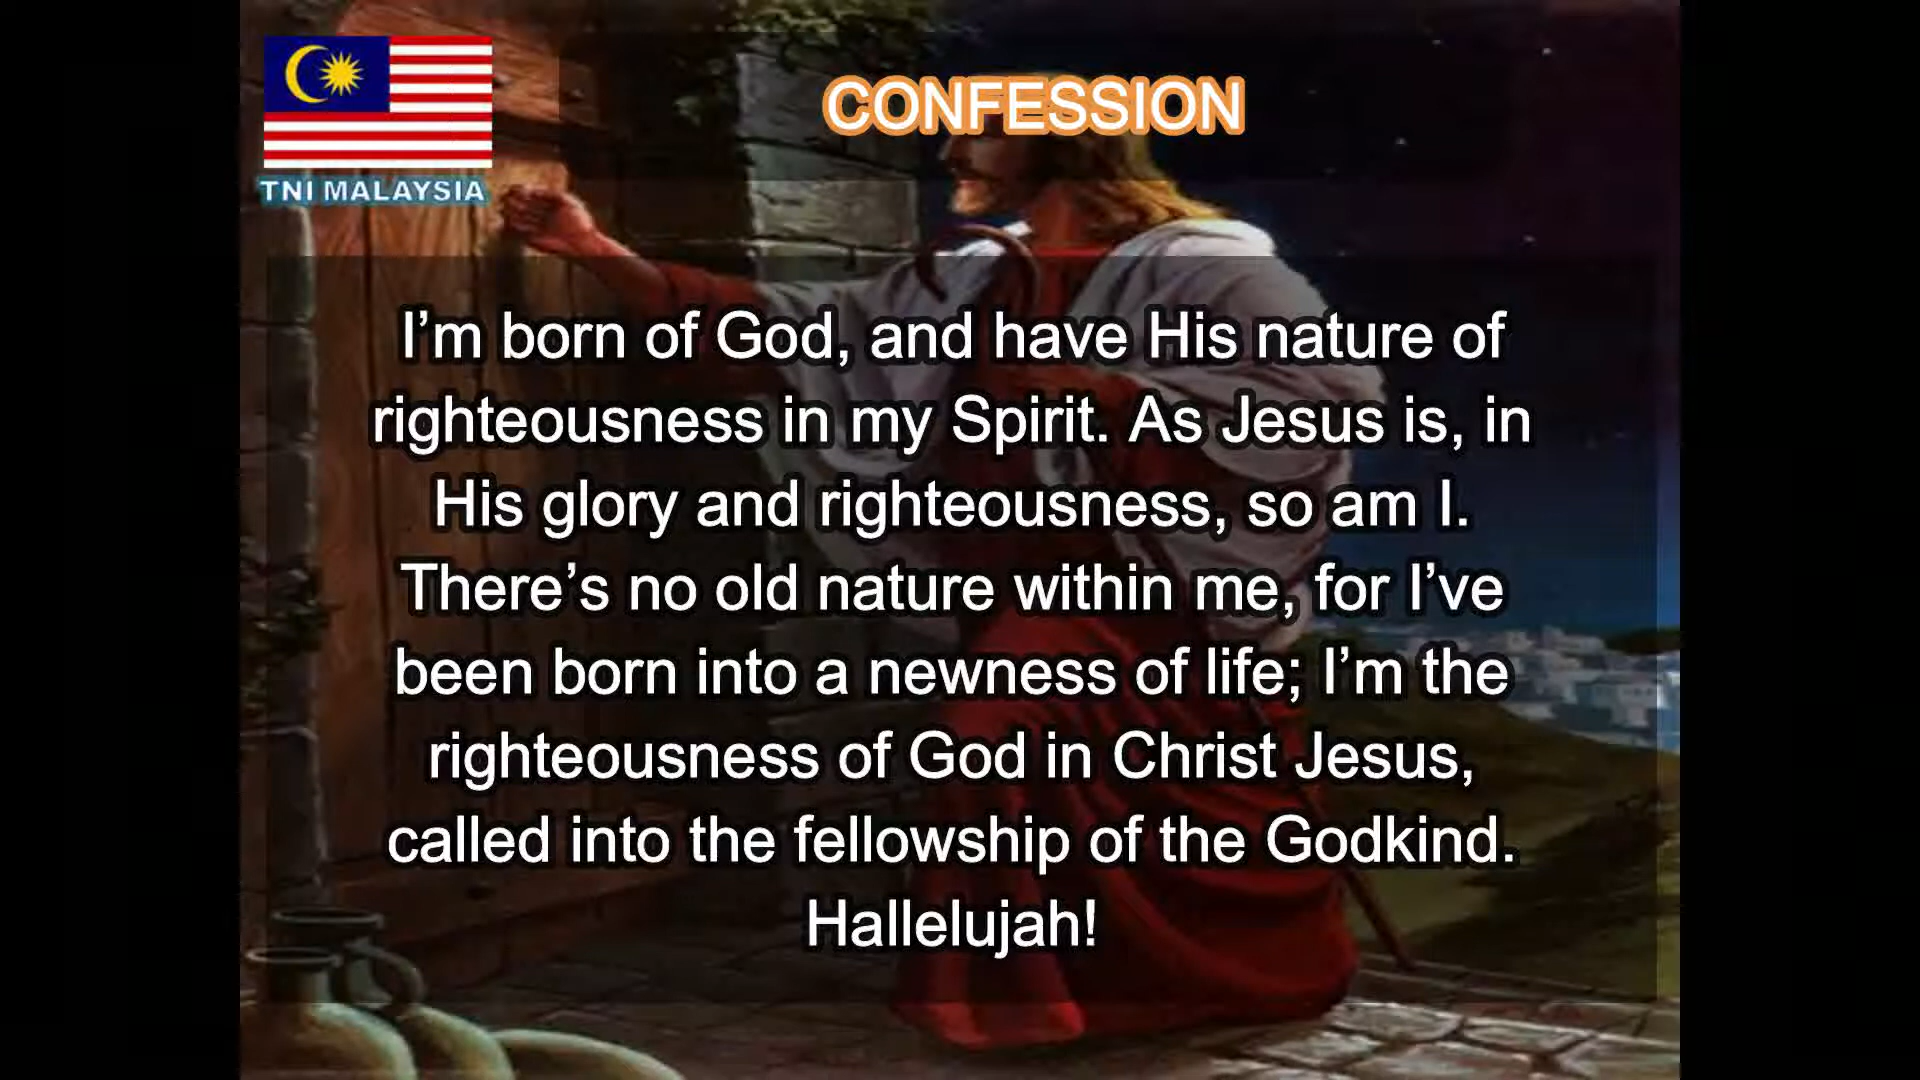 TNI MALAYSIA
CONFESSION
I’m born of God, and have His nature of
righteousness in my Spirit. As Jesus is, in
His glory and righteousness, so am I.
There’s no old nature within me, for I’ve
been born into a newness of life; I’m the
righteousness of God in Christ Jesus,
called into the fellowship of the Godkind.
Hallelujah!